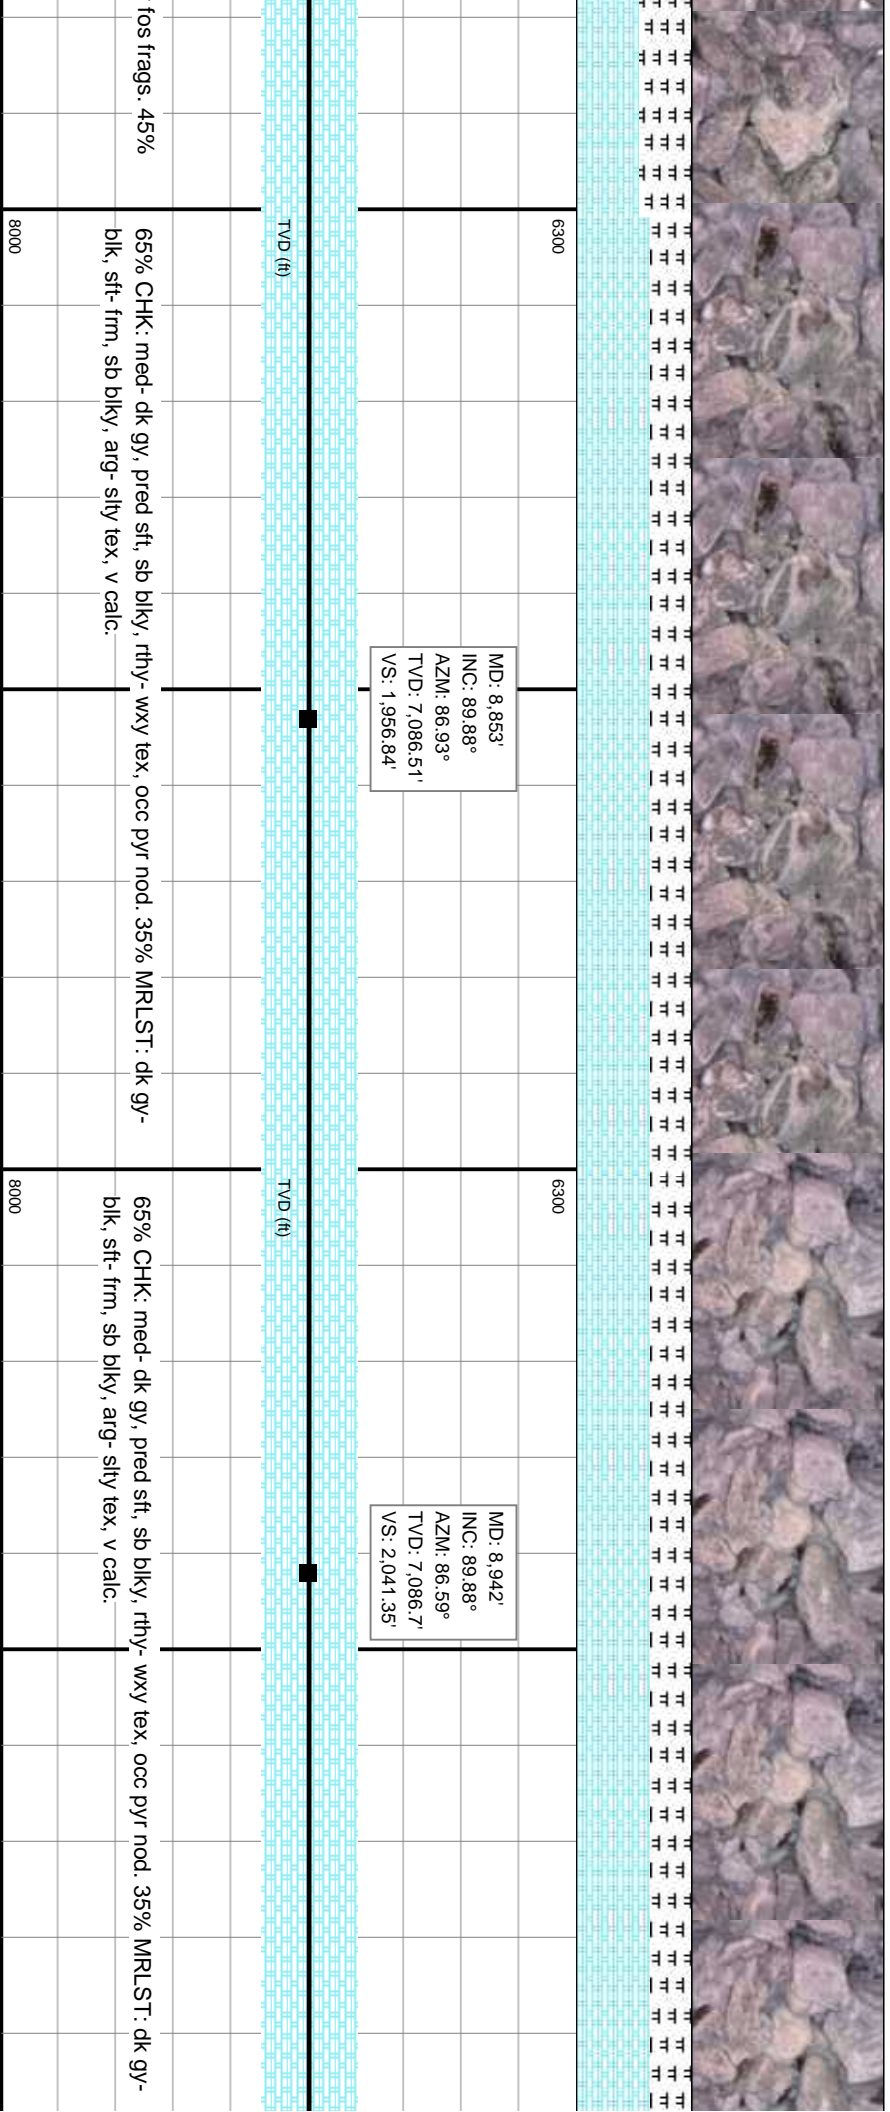 fos frags. 45%
6300
TVD (ft)
8000
65% CHK: med- dk gy, pred sft, sb blky, rthy- wxy tex, occ pyr nod. 35% MRLST: dk gy-
blk, sft- frm, sb blky, arg- slty tex, v calc.
MD: 8,853'
INC: 89.88°
AZM: 86.93°
TVD: 7,086.51'
VS: 1,956.84'
6300
TVD (ft)
8000
65% CHK: med- dk gy, pred sft, sb blky, rthy- wxy tex, occ pyr nod. 35% MRLST: dk gy-
blk, sft- frm, sb blky, arg- slty tex, v calc.
MD: 8,942'
INC: 89.88°
AZM: 86.59°
TVD: 7,086.7'
VS: 2,041.35'